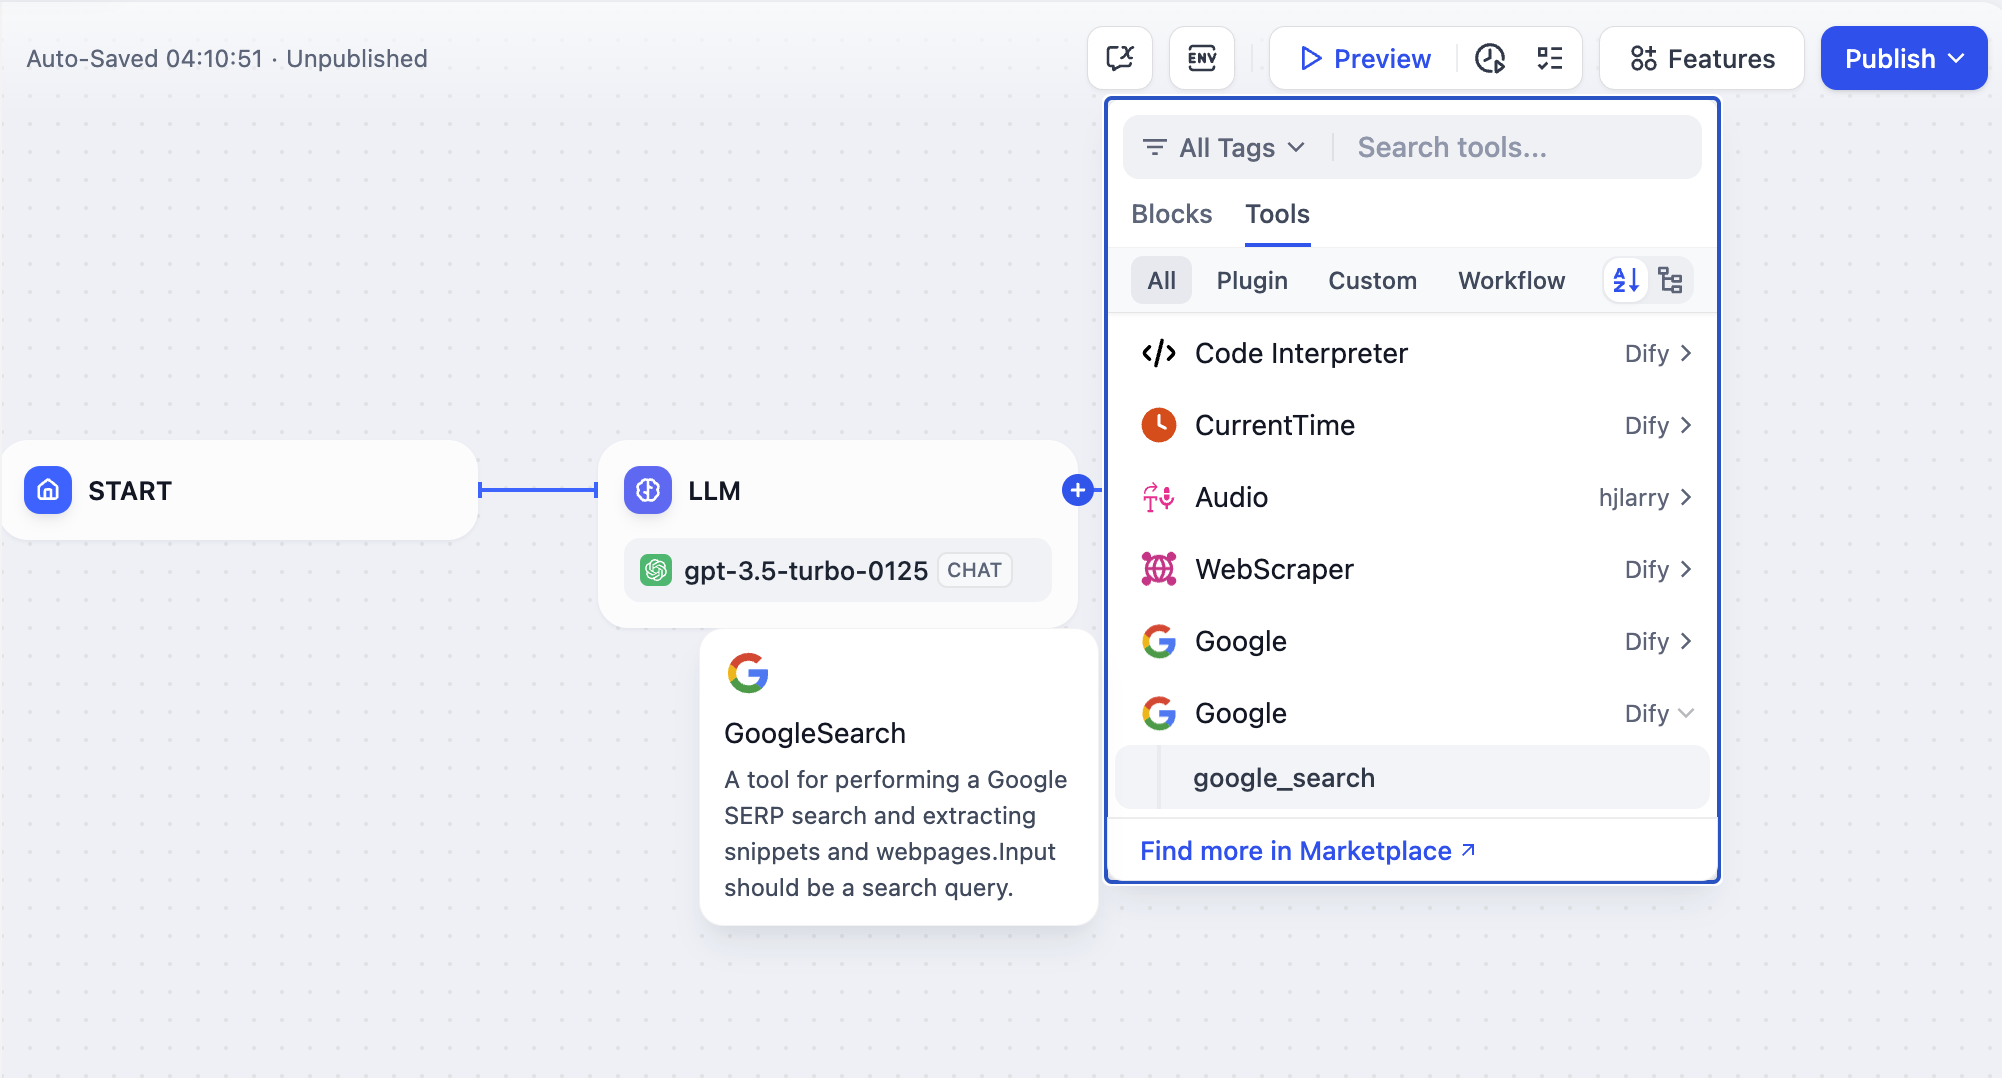 Auto-Saved 04:10:51 · Unpublished
ENV
Preview
Features
Publish
All Tags
Search tools...
Blocks Tools
All Plugin Custom Workflow AZ
Code Interpreter Dify
CurrentTime Dify
Audio hjlarry
WebScraper Dify
Google Dify
Google Dify
google_search
Find more in Marketplace
START
LLM
gpt-3.5-turbo-0125 CHAT
GoogleSearch
A tool for performing a Google
SERP search and extracting
snippets and webpages.Input
should be a search query.